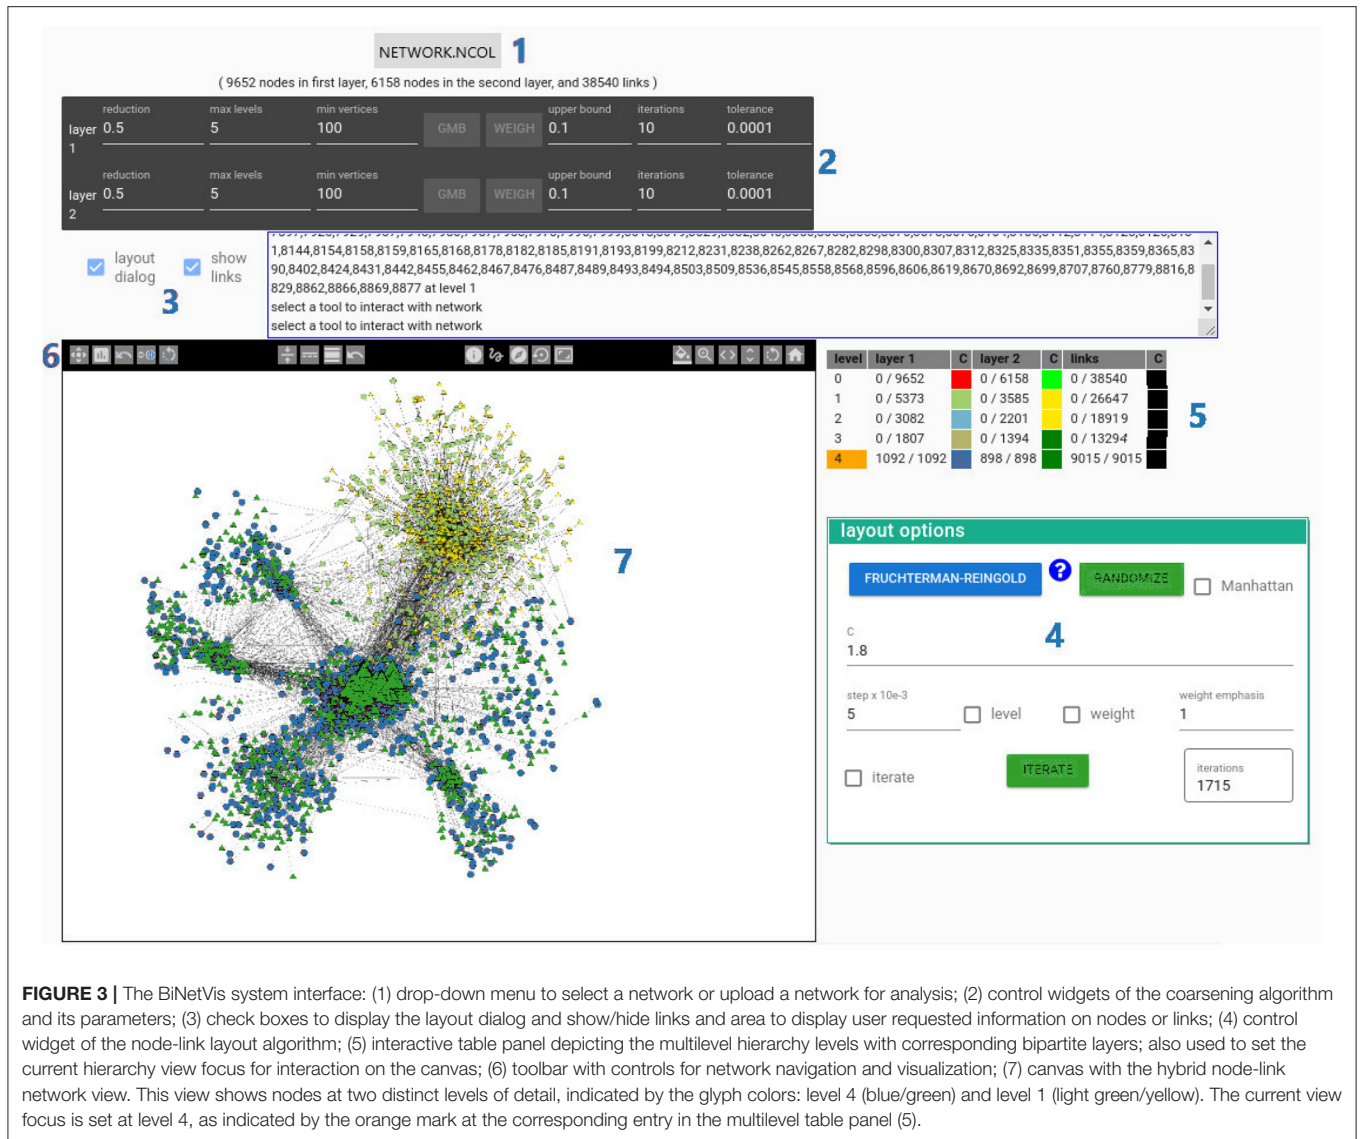 NETWORK.NCOL 1
( 9652 nodes in first layer, 6158 nodes in the second layer, and 38540 links )
reduction max levels min vertices upper bound iterations tolerance
layer 1 0.5 5 100 GMB WEIGH 0.1 10 0.0001
2
reduction max levels min vertices upper bound iterations tolerance
layer 2 0.5 5 100 GMB WEIGH 0.1 10 0.0001
layout dialog
show links
3
1,8144,8154,8158,8159,8165,8168,8178,8182,8185,8191,8193,8199,8212,8231,8238,8262,8267,8282,8298,8300,8307,8312,8325,8335,8351,8355,8359,8365,83
90,8402,8424,8431,8442,8455,8462,8467,8476,8487,8489,8493,8494,8503,8509,8536,8545,8558,8568,8596,8606,8619,8670,8692,8699,8707,8760,8779,8816,8
829,8862,8866,8869,8877 at level 1
select a tool to interact with network
select a tool to interact with network
6
7
level layer 1 C layer 2 C links C
0 0 / 9652 0 / 6158 0 / 38540
1 0 / 5373 0 / 3585 0 / 26647
2 0 / 3082 0 / 2201 0 / 18919
3 0 / 1807 0 / 1394 0 / 13294
4 1092 / 1092 898 / 898 9015 / 9015
5
layout options
FRUCHTERMAN-REINGOLD ? RANDOMIZE Manhattan
4
C
1.8
step x 10e-3 weight emphasis
5 level weight 1
iterate ITERATE iterations
1715
FIGURE 3 | The BiNetVis system interface: (1) drop-down menu to select a network or upload a network for analysis; (2) control widgets of the coarsening algorithm
and its parameters; (3) check boxes to display the layout dialog and show/hide links and area to display user requested information on nodes or links; (4) control
widget of the node-link layout algorithm; (5) interactive table panel depicting the multilevel hierarchy levels with corresponding bipartite layers; also used to set the
current hierarchy view focus for interaction on the canvas; (6) toolbar with controls for network navigation and visualization; (7) canvas with the hybrid node-link
network view. This view shows nodes at two distinct levels of detail, indicated by the glyph colors: level 4 (blue/green) and level 1 (light green/yellow). The current view
focus is set at level 4, as indicated by the orange mark at the corresponding entry in the multilevel table panel (5).